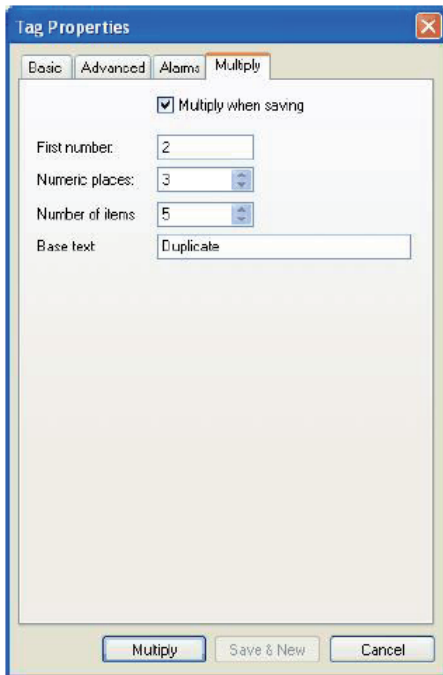 Tag Properties
Basic Advanced Alarms Multiply
Multiply when saving
First number: 2
Numeric places: 3
Number of items 5
Base text Duplicate
Multiply Save & New Cancel